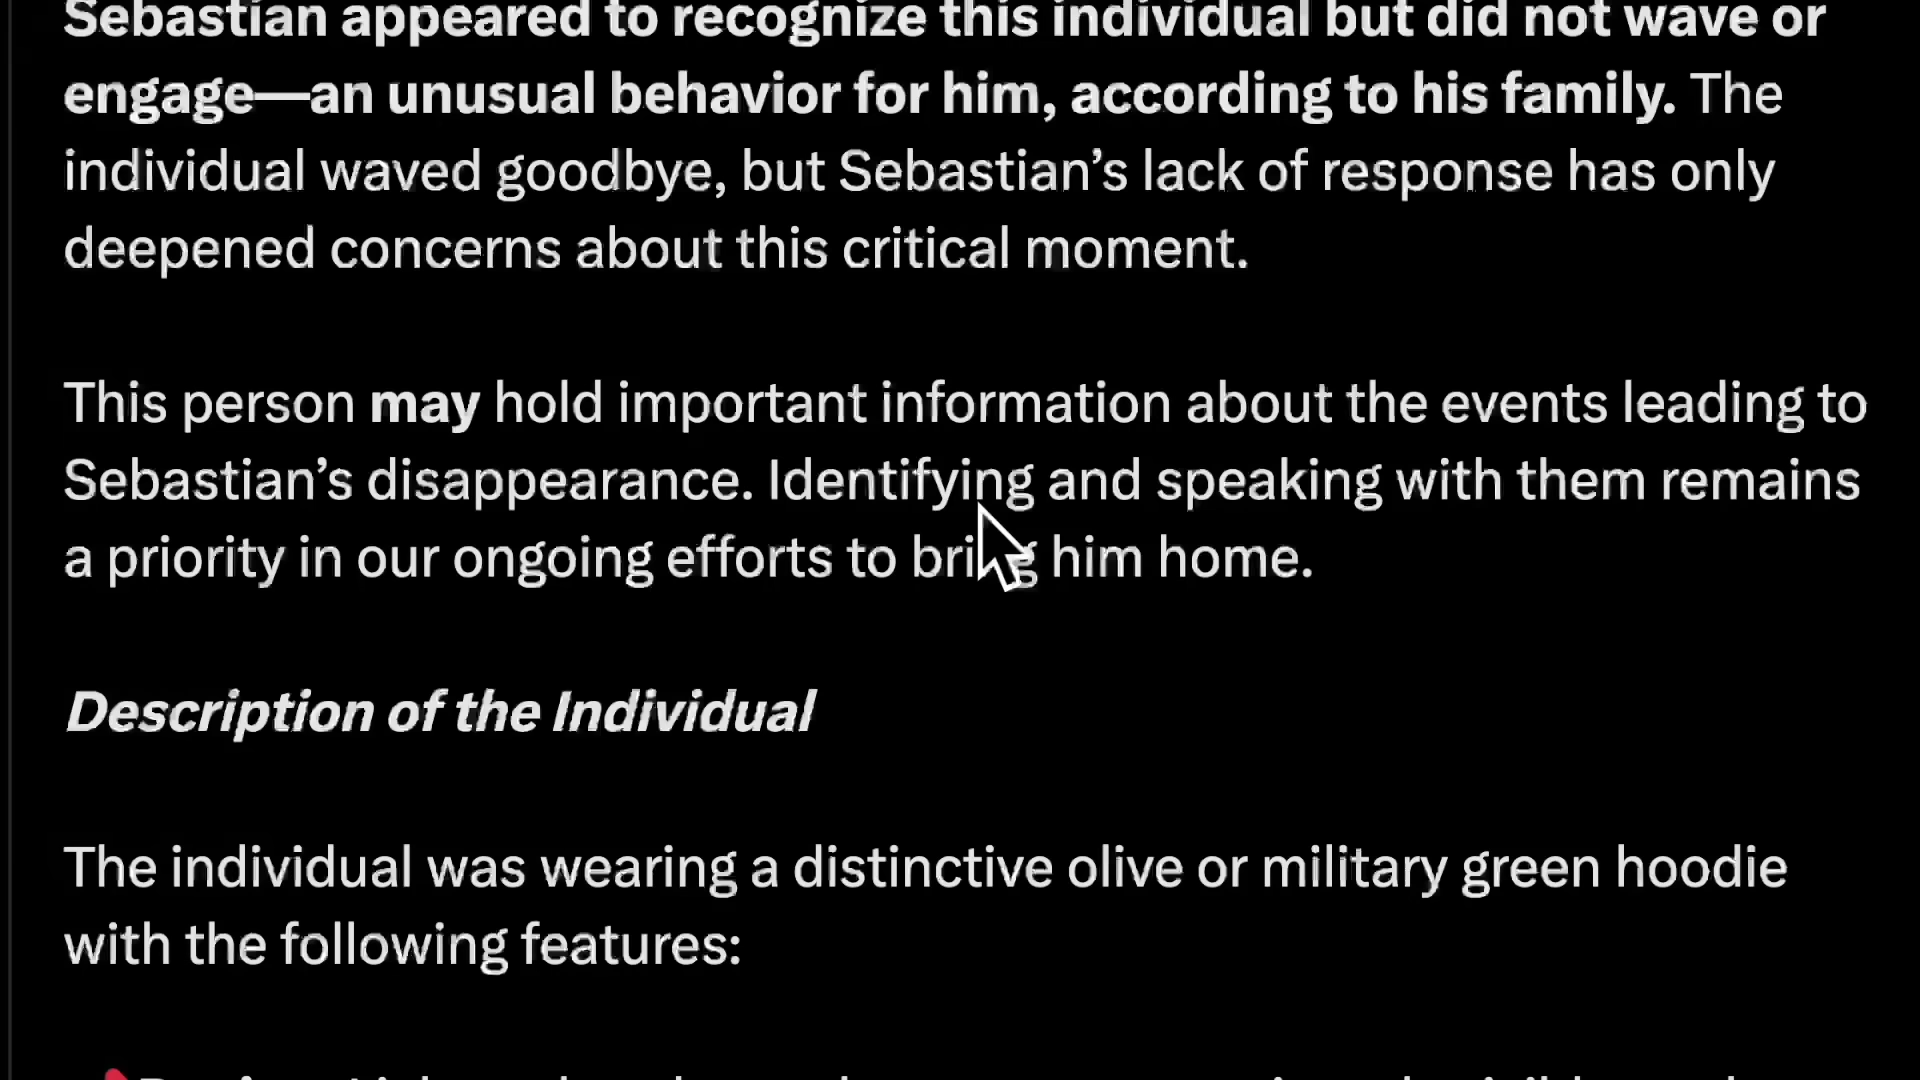 Sebastian appeared to recognize this individual but did not wave or
engage—an unusual behavior for him, according to his family. The
individual waved goodbye, but Sebastian’s lack of response has only
deepened concerns about this critical moment.
This person may hold important information about the events leading to
Sebastian’s disappearance. Identifying and speaking with them remains
a priority in our ongoing efforts to bring him home.
Description of the Individual
The individual was wearing a distinctive olive or military green hoodie
with the following features: